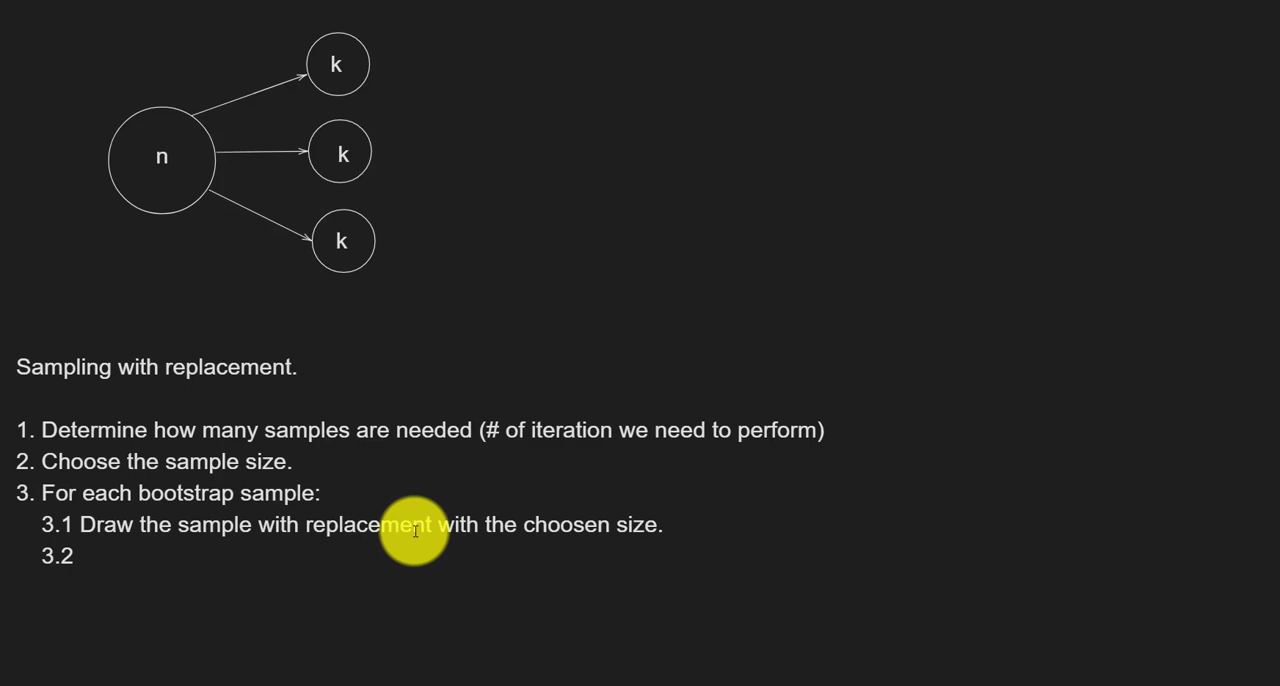 k
n
k
k
Sampling with replacement.
1. Determine how many samples are needed (# of iteration we need to perform)
2. Choose the sample size.
3. For each bootstrap sample:
3.1 Draw the sample with replacement with the choosen size.
3.2